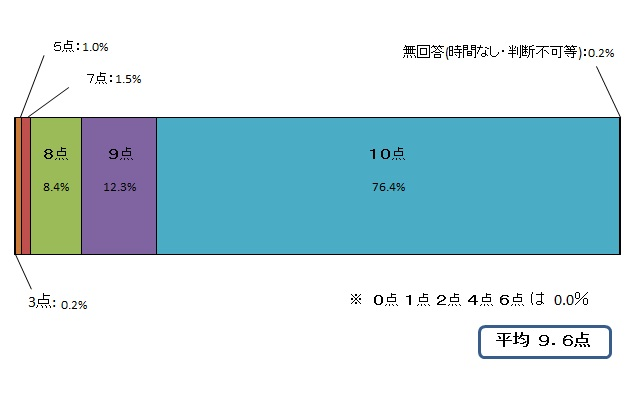 5点：1.0%
無回答(時間なし・判断不可等)：0.2%
7点：1.5%
8点
9点
10点
8.4%
12.3%
76.4%
3点： 0.2%
※ 0点 1点 2点 4点 6点 は 0.0%
平均 9．6点